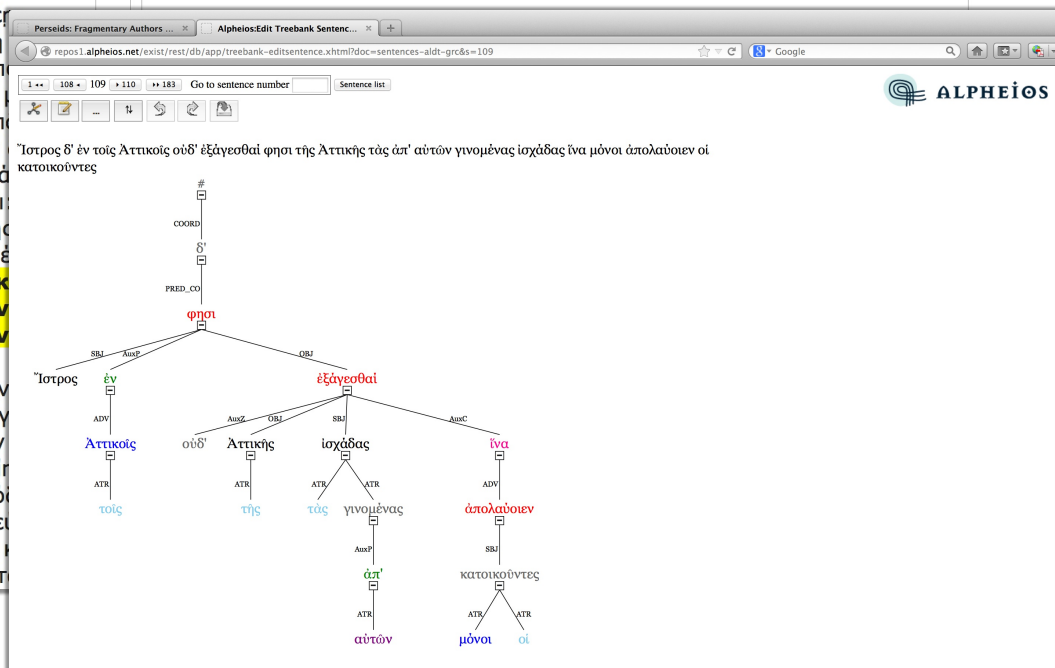 Perseids: Fragmentary Authors ... ×
Alpheios:Edit Treebank Sentenc... ×
+
repos1.alpheios.net/exist/rest/db/app/treebank-editsentence.xhtml?doc=sentences-aldt-grc&s=109
Google
1 108 109 110 183 Go to sentence number Sentence list
...
ALPHEIOS
Ἴστρος δ' ἐν τοῖς Ἀττικοῖς οὐδ' ἐξάγεσθαί φησι τῆς Ἀττικῆς τὰς ἀπ' αὐτῶν γινομένας ἰσχάδας ἵνα μόνοι ἀπολαύοιεν οἱ
κατοικοῦντες
#
COORD
δ'
PRED_CO
φησι
SBJ AuxP OBJ
Ἴστρος ἐν ἐξάγεσθαί
ADV AuxZ OBJ SBJ AuxC
Ἀττικοῖς οὐδ' Ἀττικῆς ἰσχάδας ἵνα
ATR ATR ATR ATR ADV
τοῖς τῆς τὰς γινομένας ἀπολαύοιεν
AuxP SBJ
ἀπ' κατοικοῦντες
ATR ATR ATR
αὐτῶν μόνοι οἱ